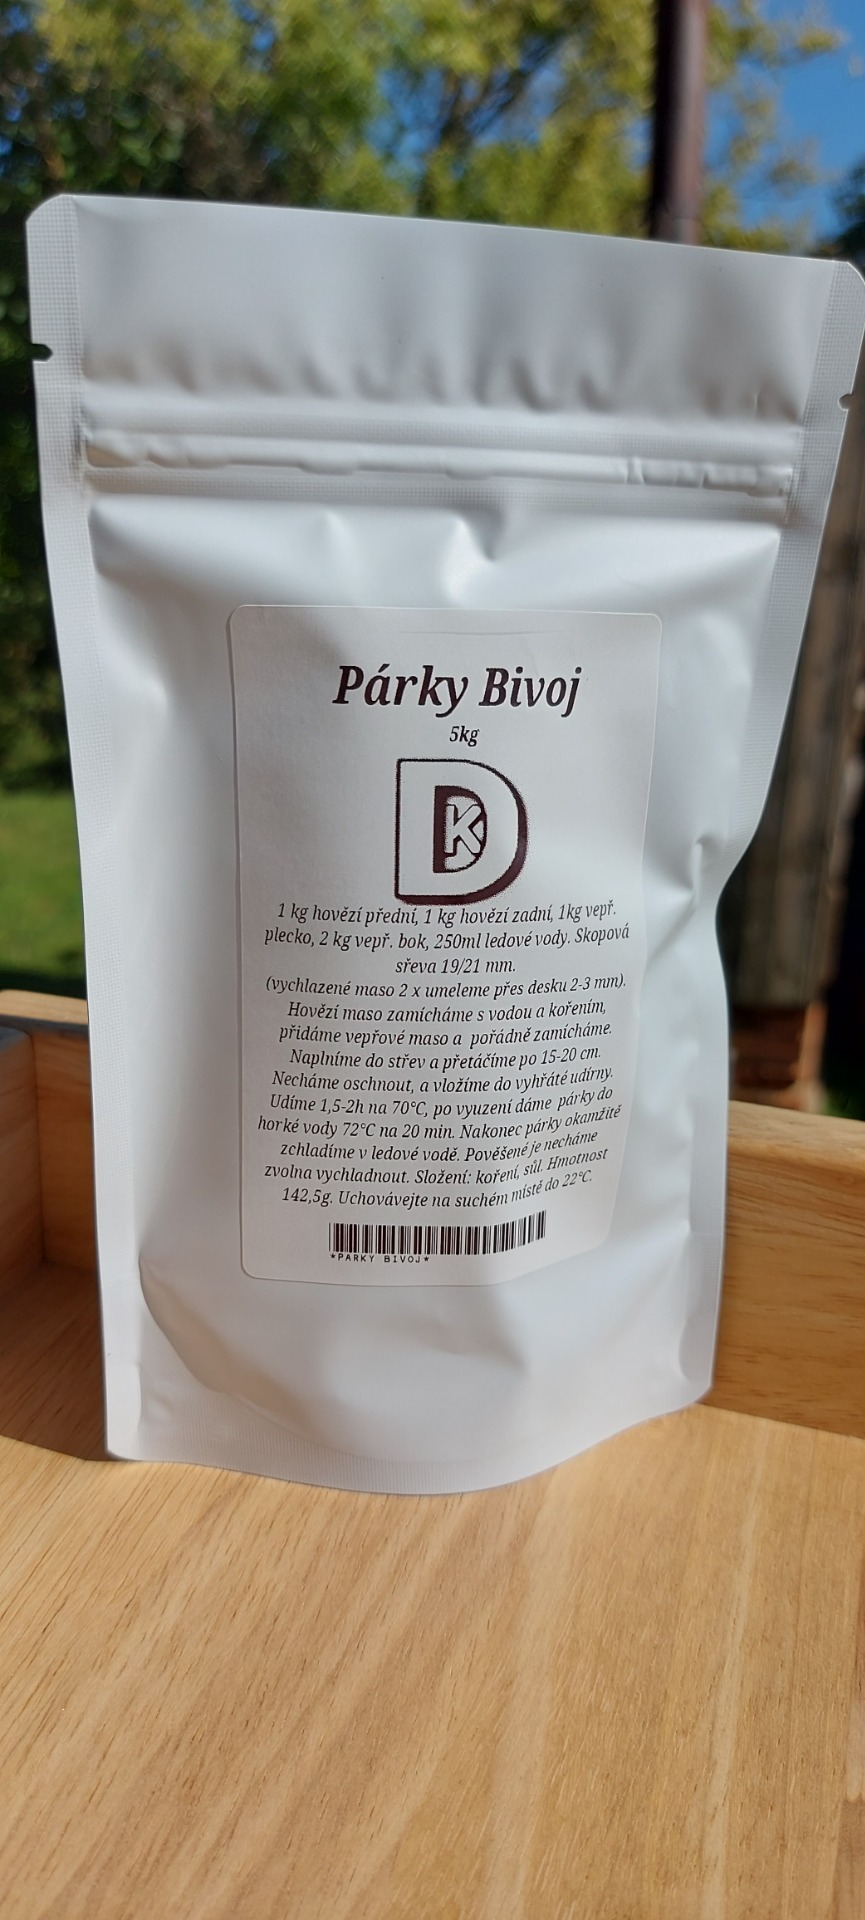 Párky Bivoj
5kg
DK
1 kg hovězí přední, 1 kg hovězí zadní, 1kg vepř.
plecko, 2 kg vepř. bok, 250ml ledové vody. Skopová
sřeva 19/21 mm.
(vychlazené maso 2 x umeleme přes desku 2-3 mm).
Hovězí maso zamícháme s vodou a kořením,
přidáme vepřové maso a pořádně zamícháme.
Naplníme do střev a přetáčíme po 15-20 cm.
Necháme oschnout, a vložíme do vyhřáté udírny.
Udíme 1,5-2h na 70°C, po vyuzení dáme párky do
horké vody 72°C na 20 min. Nakonec párky okamžitě
zchladíme v ledové vodě. Pověšené je necháme
zvolna vychladnout. Složení: koření, sůl. Hmotnost
142,5g. Uchovávejte na suchém místě do 22°C.
*PARKY BIVOJ*